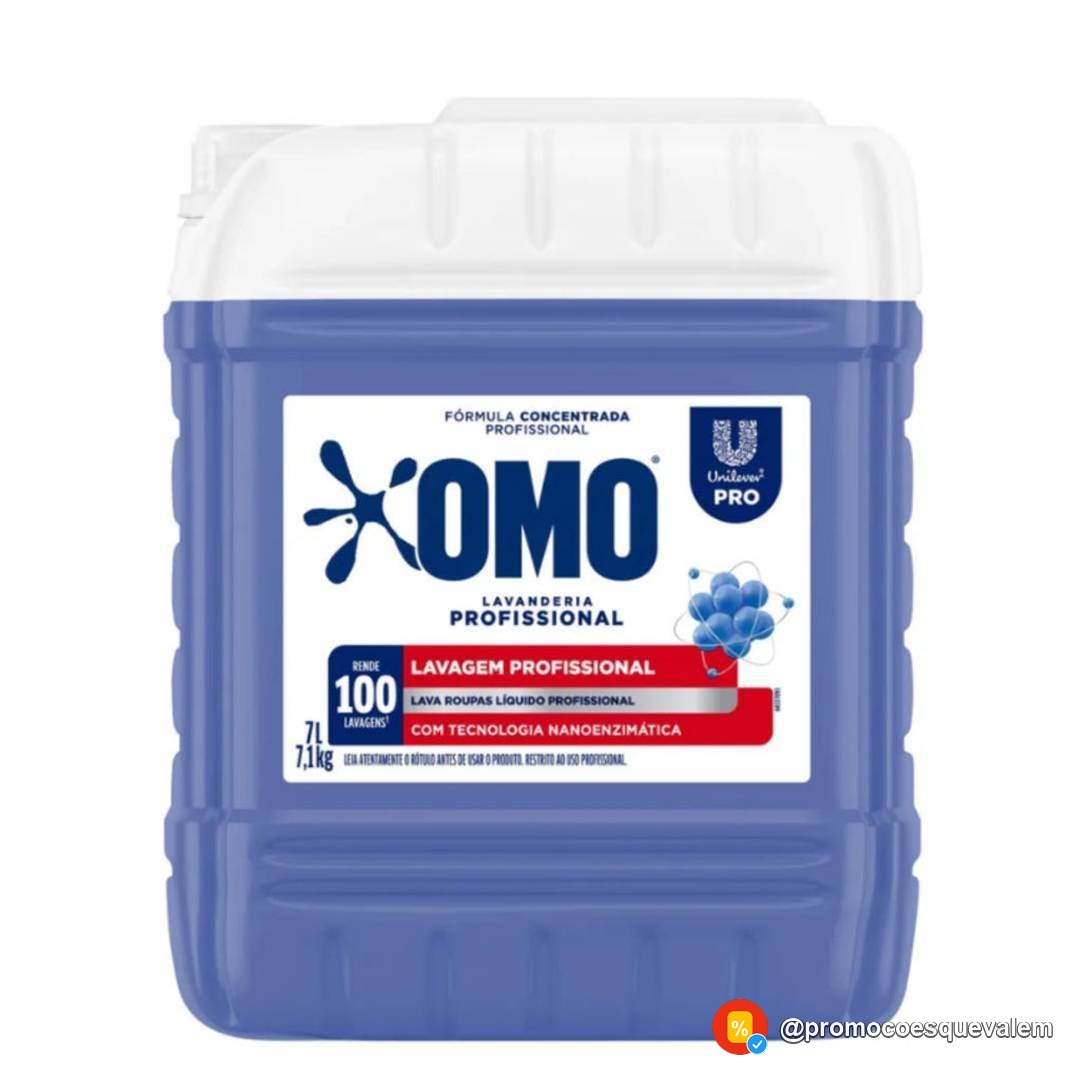 FÓRMULA CONCENTRADA
PROFISSIONAL
OMO®
Unilever
PRO
LAVANDERIA
PROFISSIONAL
RENDE
100
LAVAGENS¹
LAVAGEM PROFISSIONAL
LAVA ROUPAS LÍQUIDO PROFISSIONAL
COM TECNOLOGIA NANOENZIMÁTICA
7L
7,1kg
LEIA ATENTAMENTE O RÓTULO ANTES DE USAR O PRODUTO. RESTRITO AO USO PROFISSIONAL.
%
@promocoesquevalem